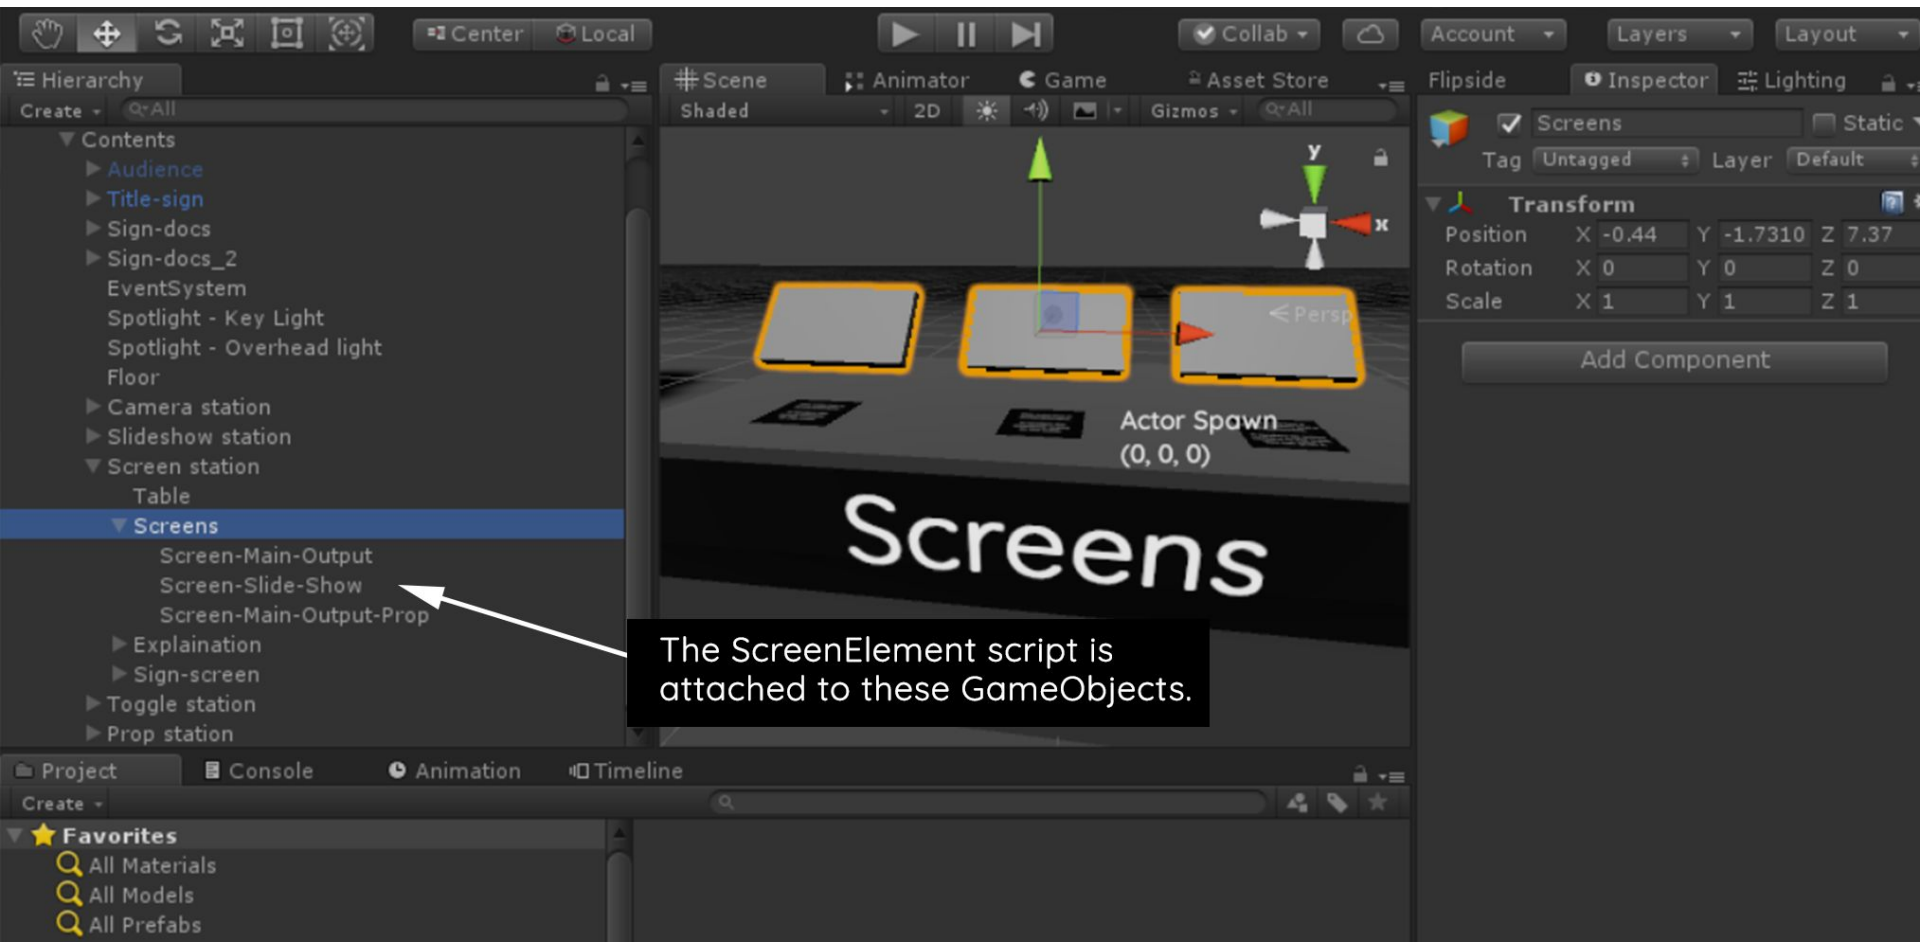 Center Local Collab Account Layers Layout
Hierarchy
Create All
Contents
Audience
Title-sign
Sign-docs
Sign-docs_2
EventSystem
Spotlight - Key Light
Spotlight - Overhead light
Floor
Camera station
Slideshow station
Screen station
Table
Screens
Screen-Main-Output
Screen-Slide-Show
Screen-Main-Output-Prop
Explaination
Sign-screen
Toggle station
Prop station
Scene Animator Game Asset Store
Shaded 2D Gizmos All
y
x
Persp
Actor Spawn
(0, 0, 0)
Screens
The ScreenElement script is
attached to these GameObjects.
Flipside Inspector Lighting
Screens Static
Tag Untagged Layer Default
Transform
Position X -0.44 Y -1.7310 Z 7.37
Rotation X 0 Y 0 Z 0
Scale X 1 Y 1 Z 1
Add Component
Project Console Animation Timeline
Create
Favorites
All Materials
All Models
All Prefabs